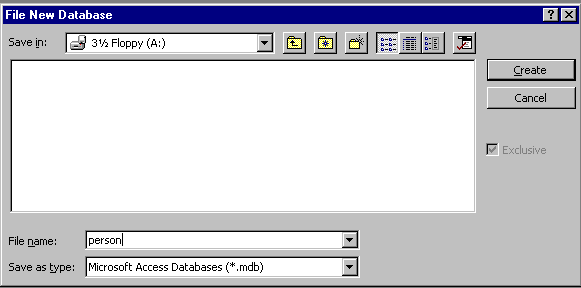 File New Database
Save in: 3½ Floppy (A:)
Create
Cancel
Exclusive
File name: person
Save as type: Microsoft Access Databases (*.mdb)